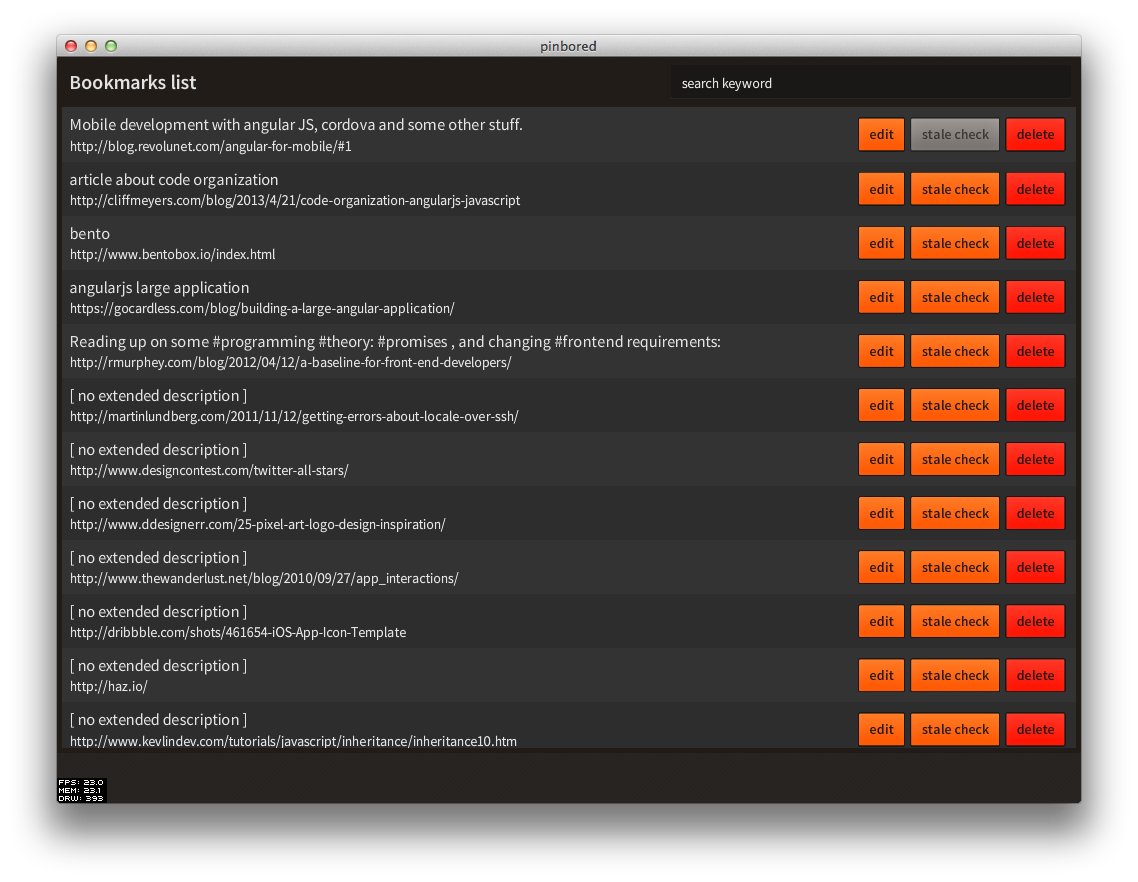 pinbored
Bookmarks list
search keyword
Mobile development with angular JS, cordova and some other stuff.
http://blog.revolunet.com/angular-for-mobile/#1
edit stale check delete
article about code organization
http://cliffmeyers.com/blog/2013/4/21/code-organization-angularjs-javascript
edit stale check delete
bento
http://www.bentobox.io/index.html
edit stale check delete
angularjs large application
https://gocardless.com/blog/building-a-large-angular-application/
edit stale check delete
Reading up on some #programming #theory: #promises , and changing #frontend requirements:
http://rmurphey.com/blog/2012/04/12/a-baseline-for-front-end-developers/
edit stale check delete
[ no extended description ]
http://martinlundberg.com/2011/11/12/getting-errors-about-locale-over-ssh/
edit stale check delete
[ no extended description ]
http://www.designcontest.com/twitter-all-stars/
edit stale check delete
[ no extended description ]
http://www.ddesignerr.com/25-pixel-art-logo-design-inspiration/
edit stale check delete
[ no extended description ]
http://www.thewanderlust.net/blog/2010/09/27/app_interactions/
edit stale check delete
[ no extended description ]
http://dribbble.com/shots/461654-iOS-App-Icon-Template
edit stale check delete
[ no extended description ]
http://haz.io/
edit stale check delete
[ no extended description ]
http://www.kevlindev.com/tutorials/javascript/inheritance/inheritance10.htm
edit stale check delete
FPS: 23.0
MEM: 23.1
DRW: 393